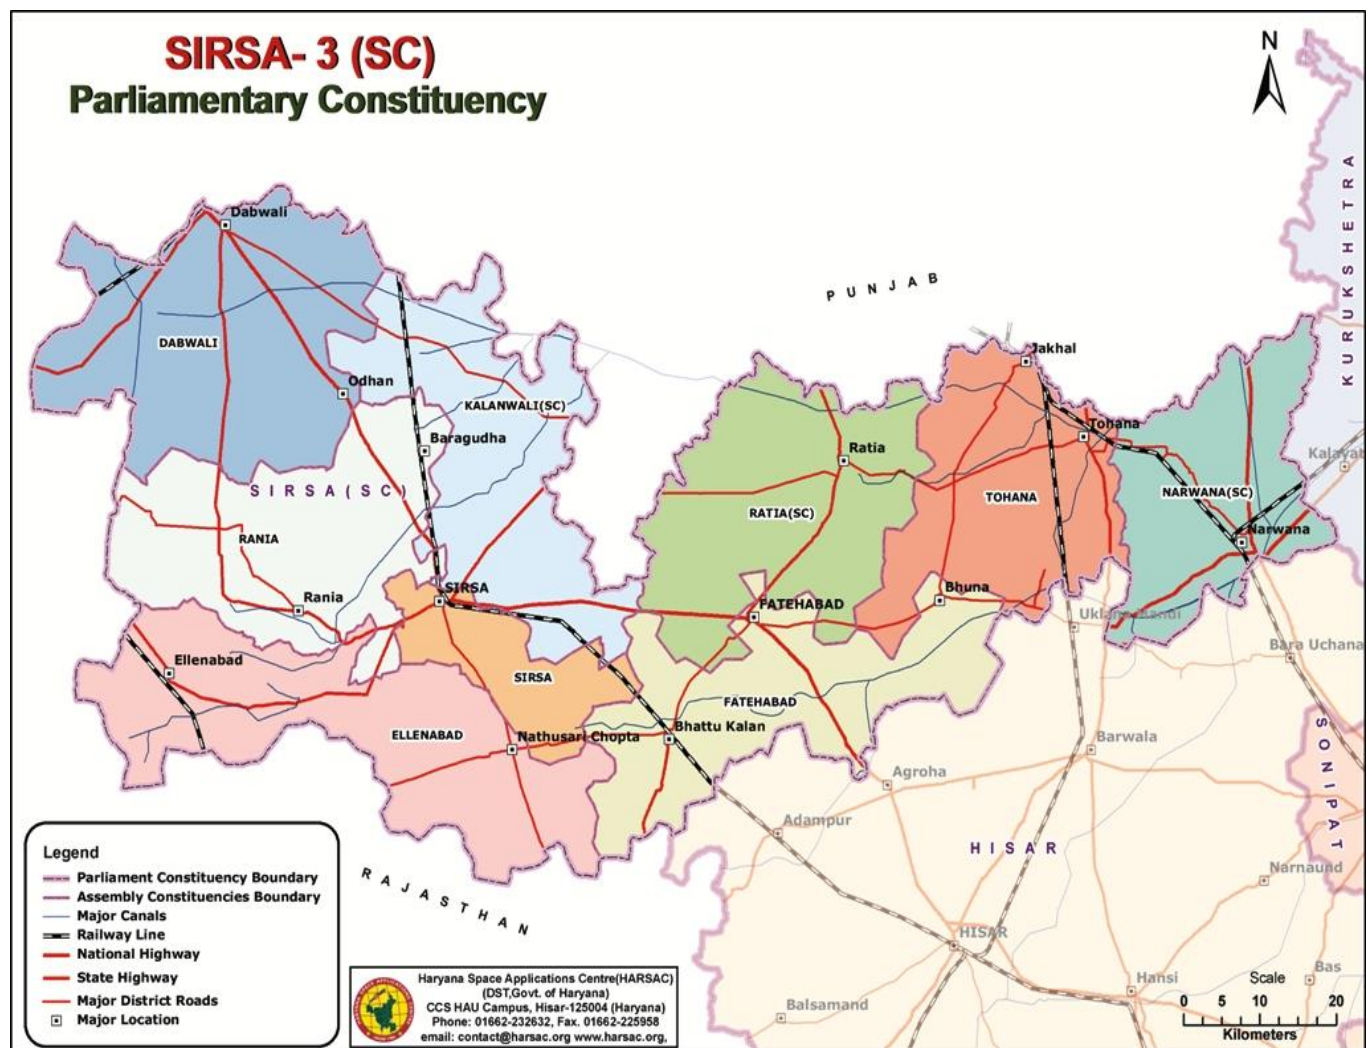 SIRSA- 3 (SC)
Parliamentary Constituency
N
KURUKSHETRA
Dabwali
PUNJAB
DABWALI
Jakhal
Odhan
KALANWALI(SC)
Baragudha
Tohana
Ratia
Kalayat
SIRSA(SC)
TOHANA
NARWANA(SC)
RATIA(SC)
RANIA
Narwana
SIRSA
Rania
Bhuna
FATEHABAD
Uklana Mandi
Bara Uchana
Ellenabad
SIRSA
FATEHABAD
SONIPAT
ELLENABAD
Nathusari Chopta
Bhattu Kalan
Barwala
Agroha
Adampur
HISAR
Narnaund
RAJASTHAN
HISAR
Hansi
Bas
Balsamand
Legend
Parliament Constituency Boundary
Assembly Constituencies Boundary
Major Canals
Railway Line
National Highway
State Highway
Major District Roads
Major Location
Haryana Space Applications Centre(HARSAC)
(DST,Govt. of Haryana)
CCS HAU Campus, Hisar-125004 (Haryana)
Phone: 01662-232632, Fax. 01662-225958
email: contact@harsac.org www.harsac.org,
Scale
0 5 10 20
Kilometers